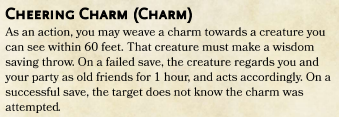 Cheering Charm (Charm)
As an action, you may weave a charm towards a creature you
can see within 60 feet. That creature must make a wisdom
saving throw. On a failed save, the creature regards you and
your party as old friends for 1 hour, and acts accordingly. On a
successful save, the target does not know the charm was
attempted.